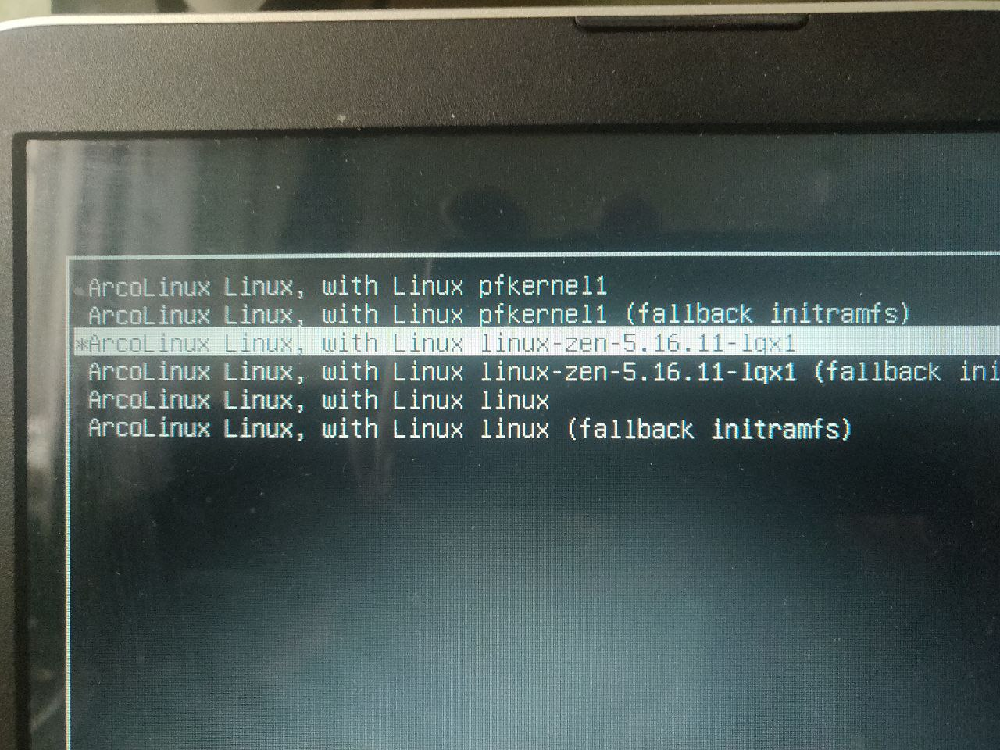 ArcoLinux Linux, with Linux pfkernel1
ArcoLinux Linux, with Linux pfkernel1 (fallback initramfs)
*ArcoLinux Linux, with Linux linux-zen-5.16.11-lqx1
ArcoLinux Linux, with Linux linux-zen-5.16.11-lqx1 (fallback ini
ArcoLinux Linux, with Linux linux
ArcoLinux Linux, with Linux linux (fallback initramfs)